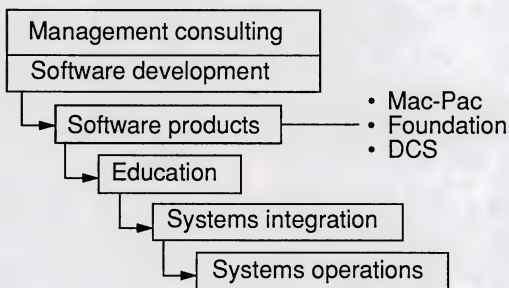 Management consulting
Software development
• Mac-Pac
Software products
• Foundation
• DCS
Education
Systems integration
Systems operations